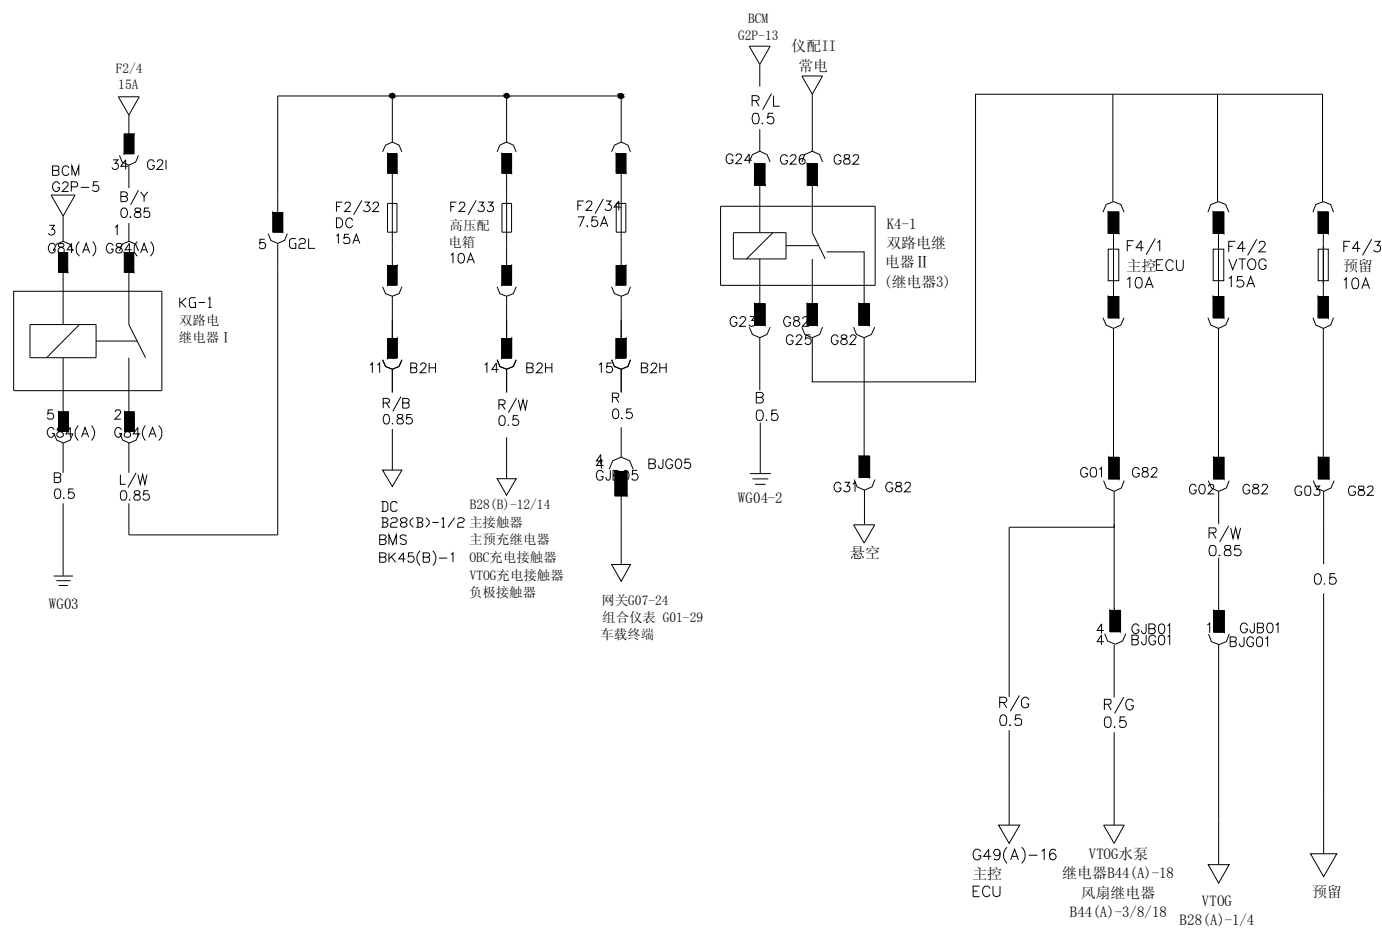 F2/4
15A
34
G2I
BCM
G2P-5
B/Y
0.85
3
1
G84(A)
G84(A)
KG-1
双路电
继电器Ⅰ
5
2
G84(A)
G84(A)
B
0.5
L/W
0.85
WG03
5
G2L
F2/32
DC
15A
F2/33
高压配
电箱
10A
F2/34
7.5A
11
B2H
14
B2H
15
B2H
R/B
0.85
R/W
0.5
R
0.5
4
4
BJG05
GJB05
DC
B28(B)-1/2
BMS
BK45(B)-1
B28(B)-12/14
主接触器
主预充继电器
OBC充电接触器
VTOG充电接触器
负极接触器
网关G07-24
组合仪表 G01-29
车载终端
BCM
G2P-13
仪配II
常电
R/L
0.5
G24
G26
G82
K4-1
双路电继
电器Ⅱ
(继电器3)
G23
G82
G25
G82
B
0.5
WG04-2
G31
G82
悬空
F4/1
主控ECU
10A
F4/2
VTOG
15A
F4/3
预留
10A
G01
G82
G02
G82
G03
G82
R/W
0.85
0.5
4
GJB01
4
BJG01
1
GJB01
BJG01
R/G
0.5
R/G
0.5
G49(A)-16
主控
ECU
VTOG水泵
继电器B44(A)-18
风扇继电器
B44(A)-3/8/18
VTOG
B28(A)-1/4
预留